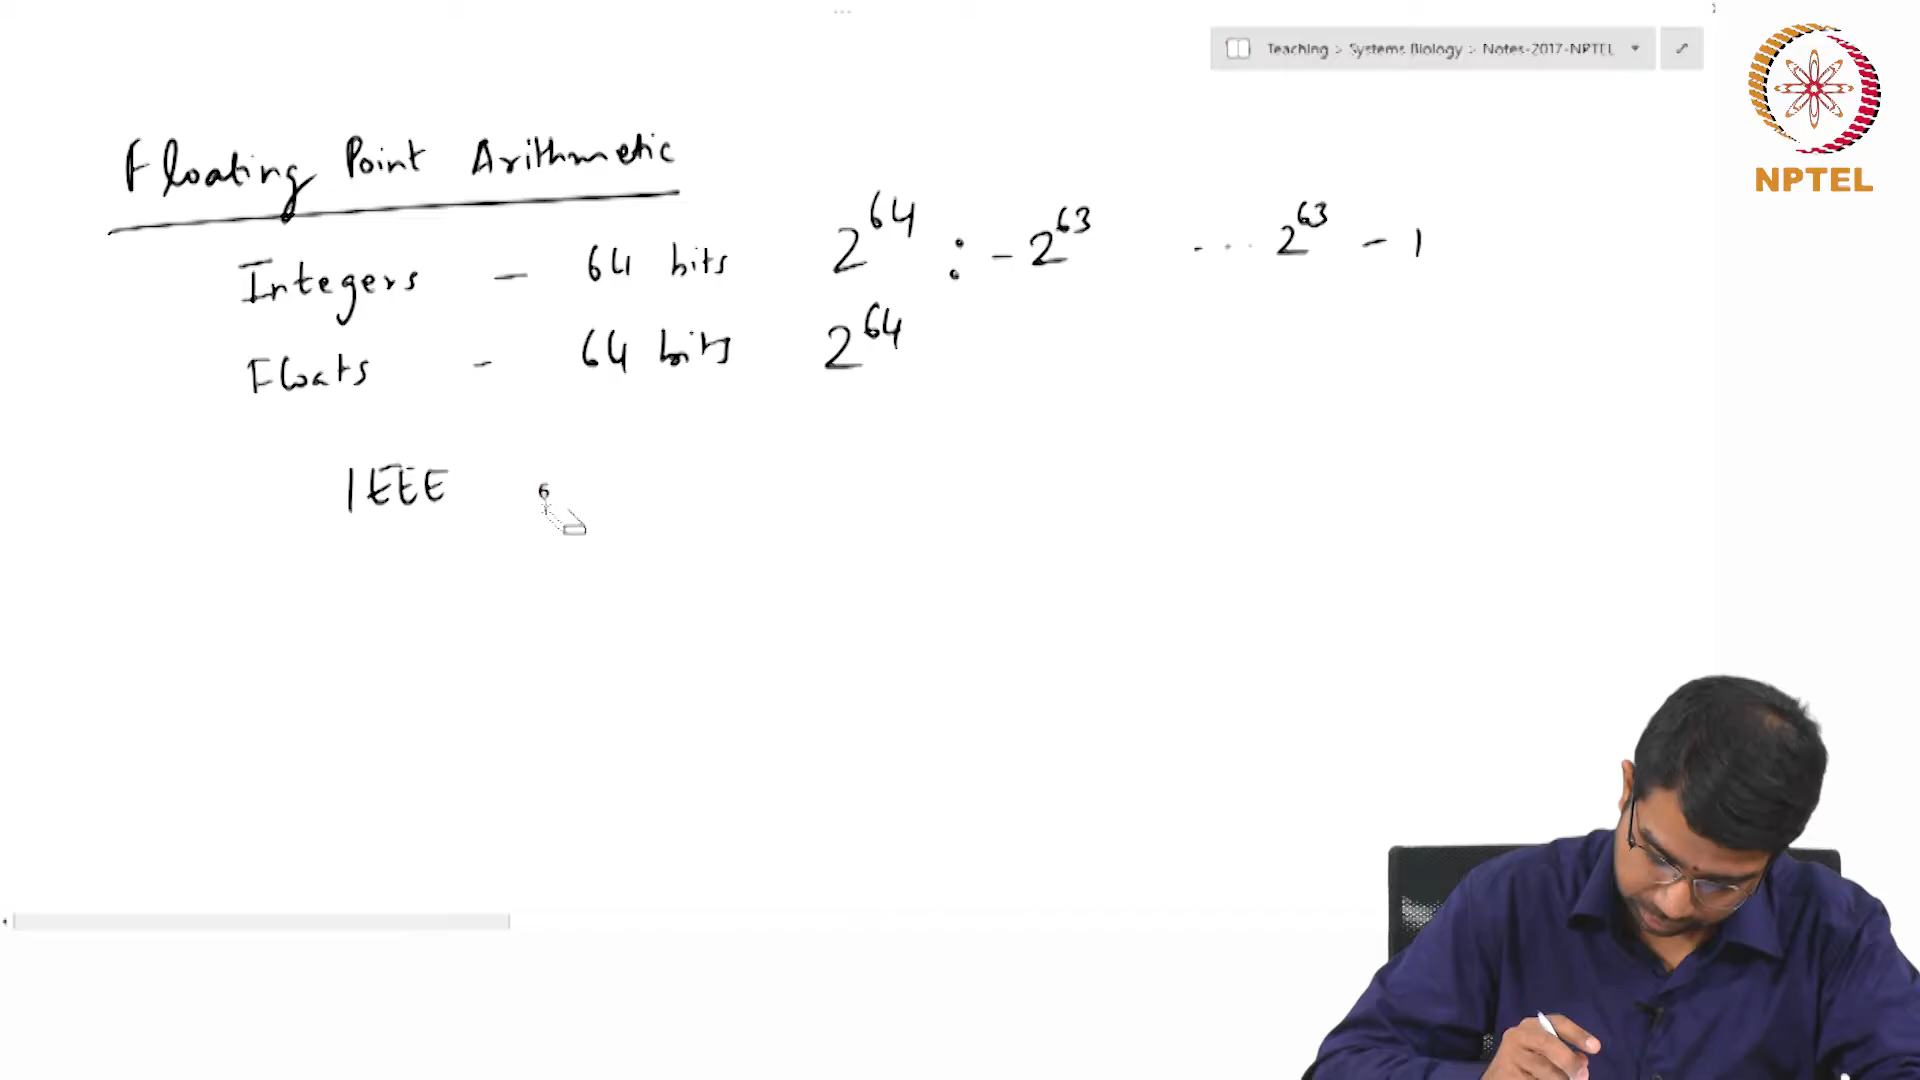 Teaching > Systems Biology > Notes-2017-NPTEL
NPTEL
Floating Point Arithmetic
Integers - 64 bits 2^64 : -2^63 ... 2^63 - 1
Floats - 64 bits 2^64
IEEE 6